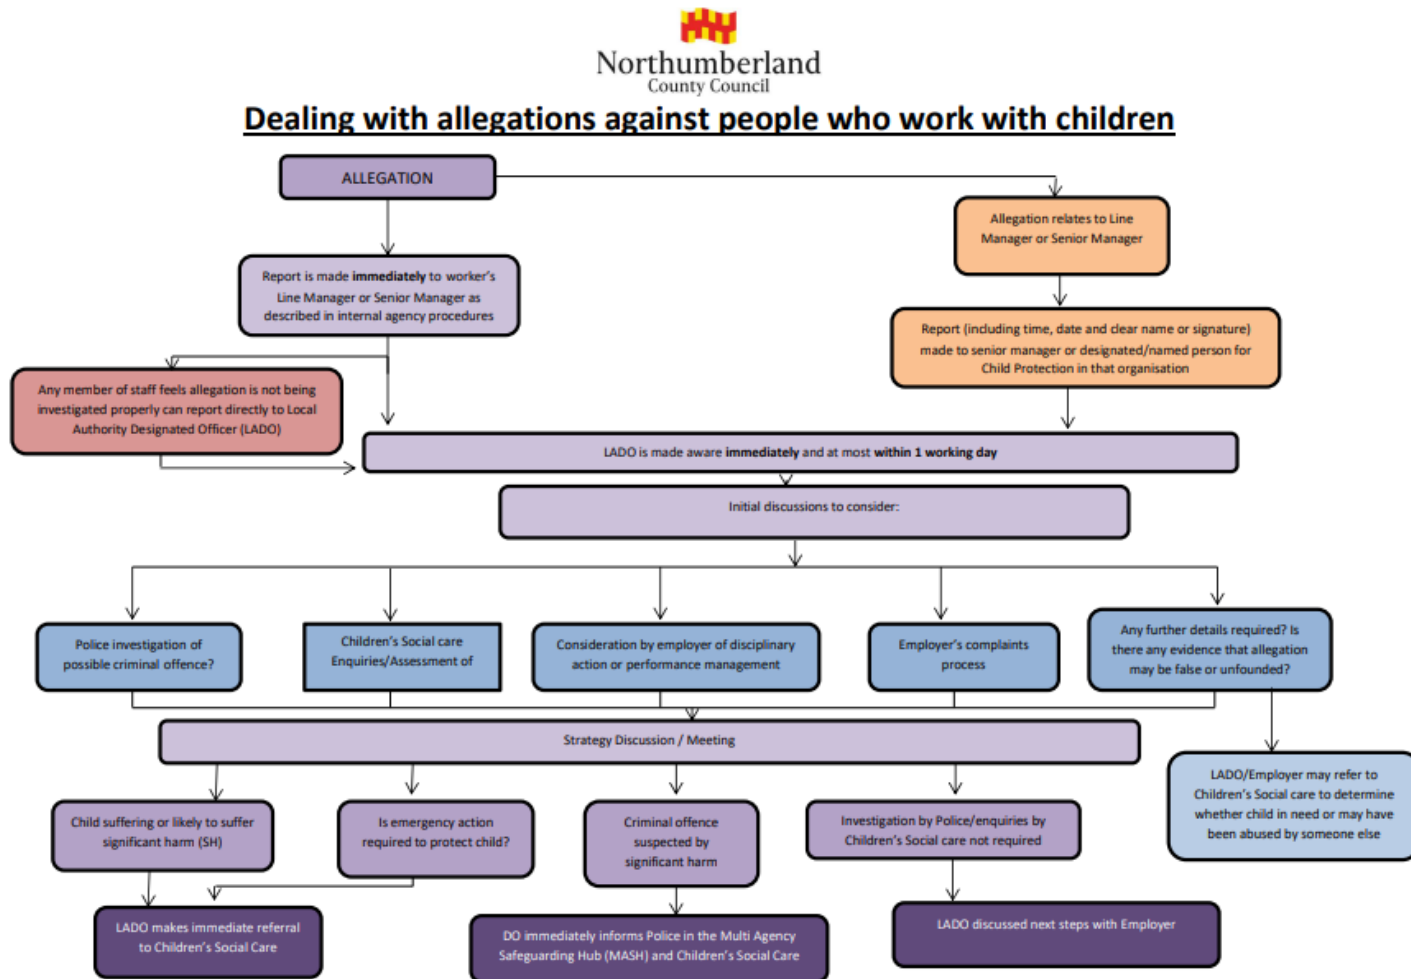 Northumberland
County Council
Dealing with allegations against people who work with children
ALLEGATION
Allegation relates to Line
Manager or Senior Manager
Report is made immediately to worker's
Line Manager or Senior Manager as
described in internal agency procedures
Report (including time, date and clear name or signature)
made to senior manager or designated/named person for
Child Protection in that organisation
Any member of staff feels allegation is not being
investigated properly can report directly to Local
Authority Designated Officer (LADO)
LADO is made aware immediately and at most within 1 working day
Initial discussions to consider:
Police investigation of
possible criminal offence?
Children's Social care
Enquiries/Assessment of
Consideration by employer of disciplinary
action or performance management
Employer's complaints
process
Any further details required? Is
there any evidence that allegation
may be false or unfounded?
Strategy Discussion / Meeting
LADO/Employer may refer to
Children's Social care to determine
whether child in need or may have
been abused by someone else
Child suffering or likely to suffer
significant harm (SH)
Is emergency action
required to protect child?
Criminal offence
suspected by
significant harm
Investigation by Police/enquiries by
Children's Social care not required
LADO makes immediate referral
to Children's Social Care
DO immediately informs Police in the Multi Agency
Safeguarding Hub (MASH) and Children's Social Care
LADO discussed next steps with Employer